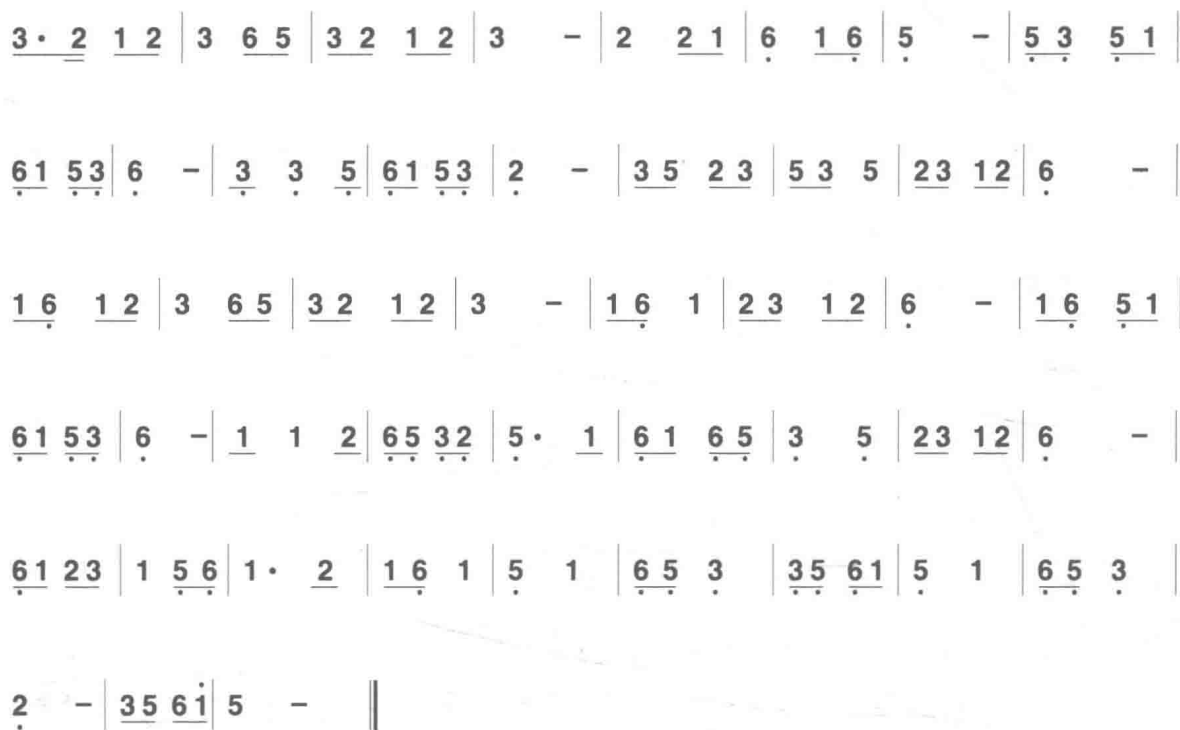 3· 2 1 2 | 3 6 5 | 3 2 1 2 | 3 – | 2 2 1 | 6̣ 1 6̣ | 5̣ – | 5̣ 3̣ 5̣ 1 |
6̣ 1 5̣ 3̣ | 6̣ – | 3̣ 3̣ 5̣ | 6̣ 1 5̣ 3̣ | 2̣ – | 3 5 2 3 | 5 3 5 | 2 3 1 2 | 6̣ – |
1 6̣ 1 2 | 3 6 5 | 3 2 1 2 | 3 – | 1 6̣ 1 | 2 3 1 2 | 6̣ – | 1 6̣ 5̣ 1 |
6̣ 1 5̣ 3̣ | 6̣ – | 1 1 2 | 6̣ 5̣ 3̣ 2̣ | 5̣· 1 | 6̣ 1 6̣ 5̣ | 3̣ 5̣ | 2 3 1 2 | 6̣ – |
6̣ 1 2 3 | 1 5̣ 6̣ | 1· 2 | 1 6̣ 1 | 5̣ 1 | 6̣ 5̣ 3̣ | 3̣ 5̣ 6̣ 1 | 5̣ 1 | 6̣ 5̣ 3̣ |
2̣ – | 3 5 6 1̇ | 5 – ‖